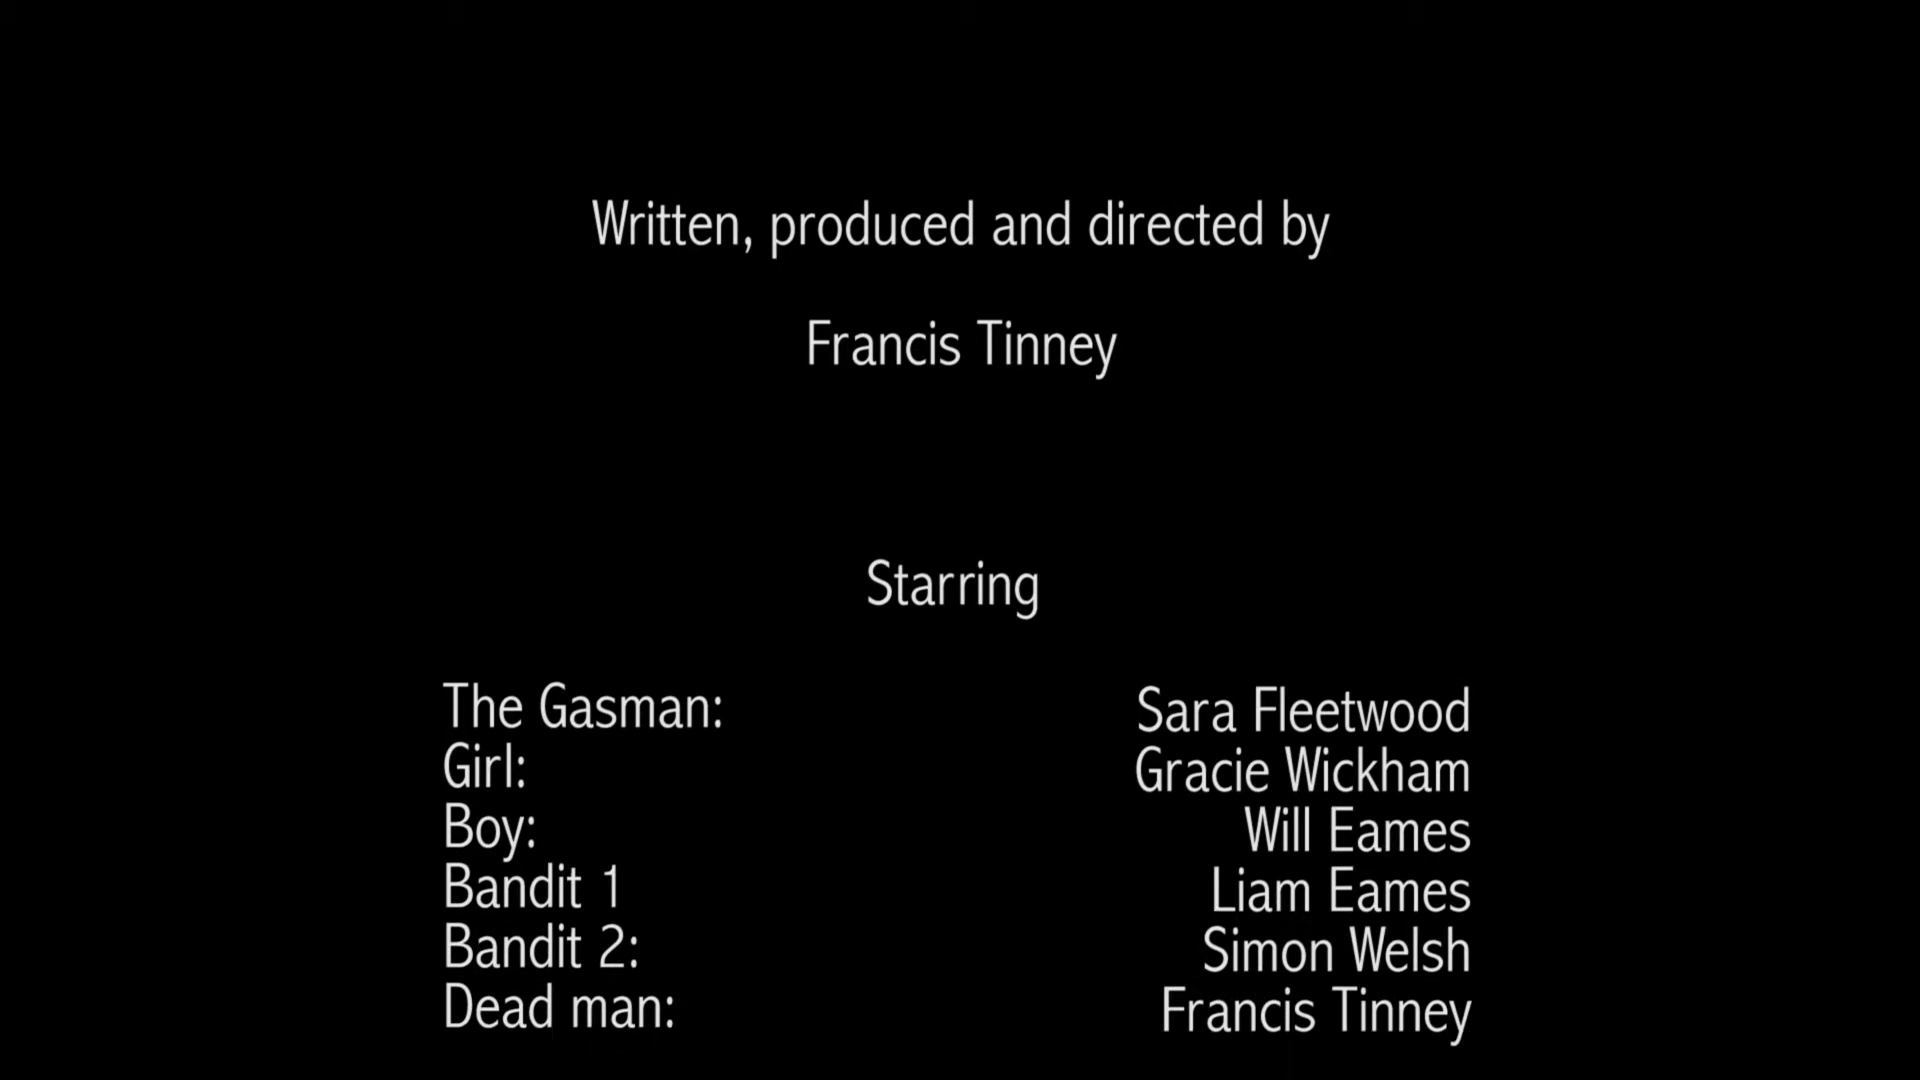 Written, produced and directed by
Francis Tinney
Starring
The Gasman: Sara Fleetwood
Girl: Gracie Wickham
Boy: Will Eames
Bandit 1 Liam Eames
Bandit 2: Simon Welsh
Dead man: Francis Tinney